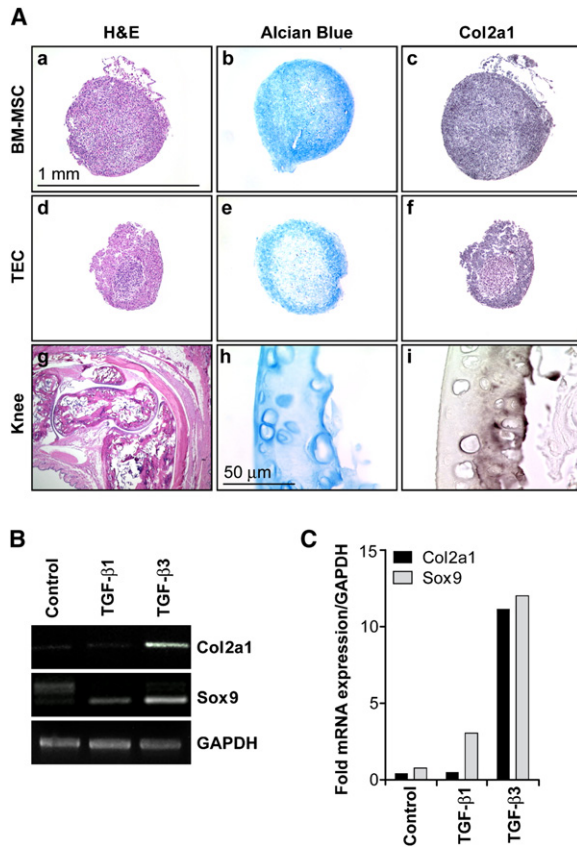 A
H&E
Alcian Blue
Col2a1
BM-MSC
a
b
c
1 mm
TEC
d
e
f
Knee
g
h
i
50 μm
B
Control
TGF-β1
TGF-β3
Col2a1
Sox9
GAPDH
C
Fold mRNA expression/GAPDH
15
10
5
0
Col2a1
Sox9
Control
TGF-β1
TGF-β3